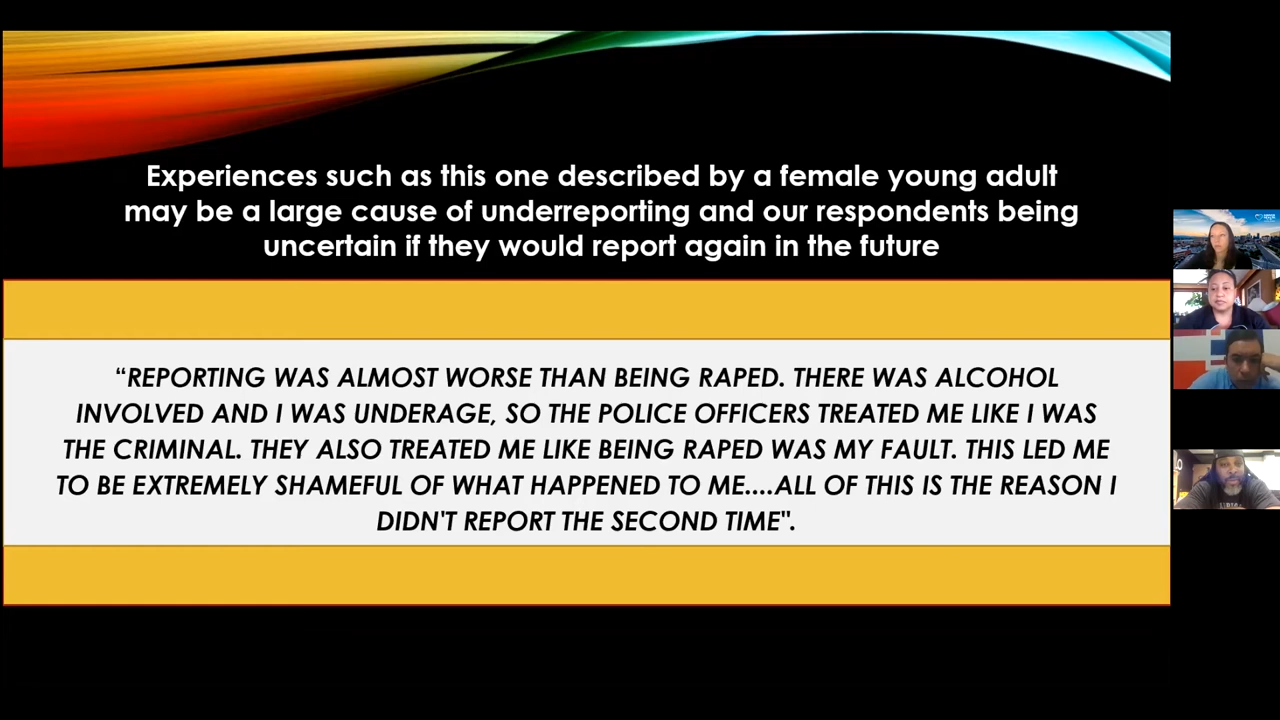 Experiences such as this one described by a female young adult
may be a large cause of underreporting and our respondents being
uncertain if they would report again in the future
“REPORTING WAS ALMOST WORSE THAN BEING RAPED. THERE WAS ALCOHOL
INVOLVED AND I WAS UNDERAGE, SO THE POLICE OFFICERS TREATED ME LIKE I WAS
THE CRIMINAL. THEY ALSO TREATED ME LIKE BEING RAPED WAS MY FAULT. THIS LED ME
TO BE EXTREMELY SHAMEFUL OF WHAT HAPPENED TO ME....ALL OF THIS IS THE REASON I
DIDN'T REPORT THE SECOND TIME".